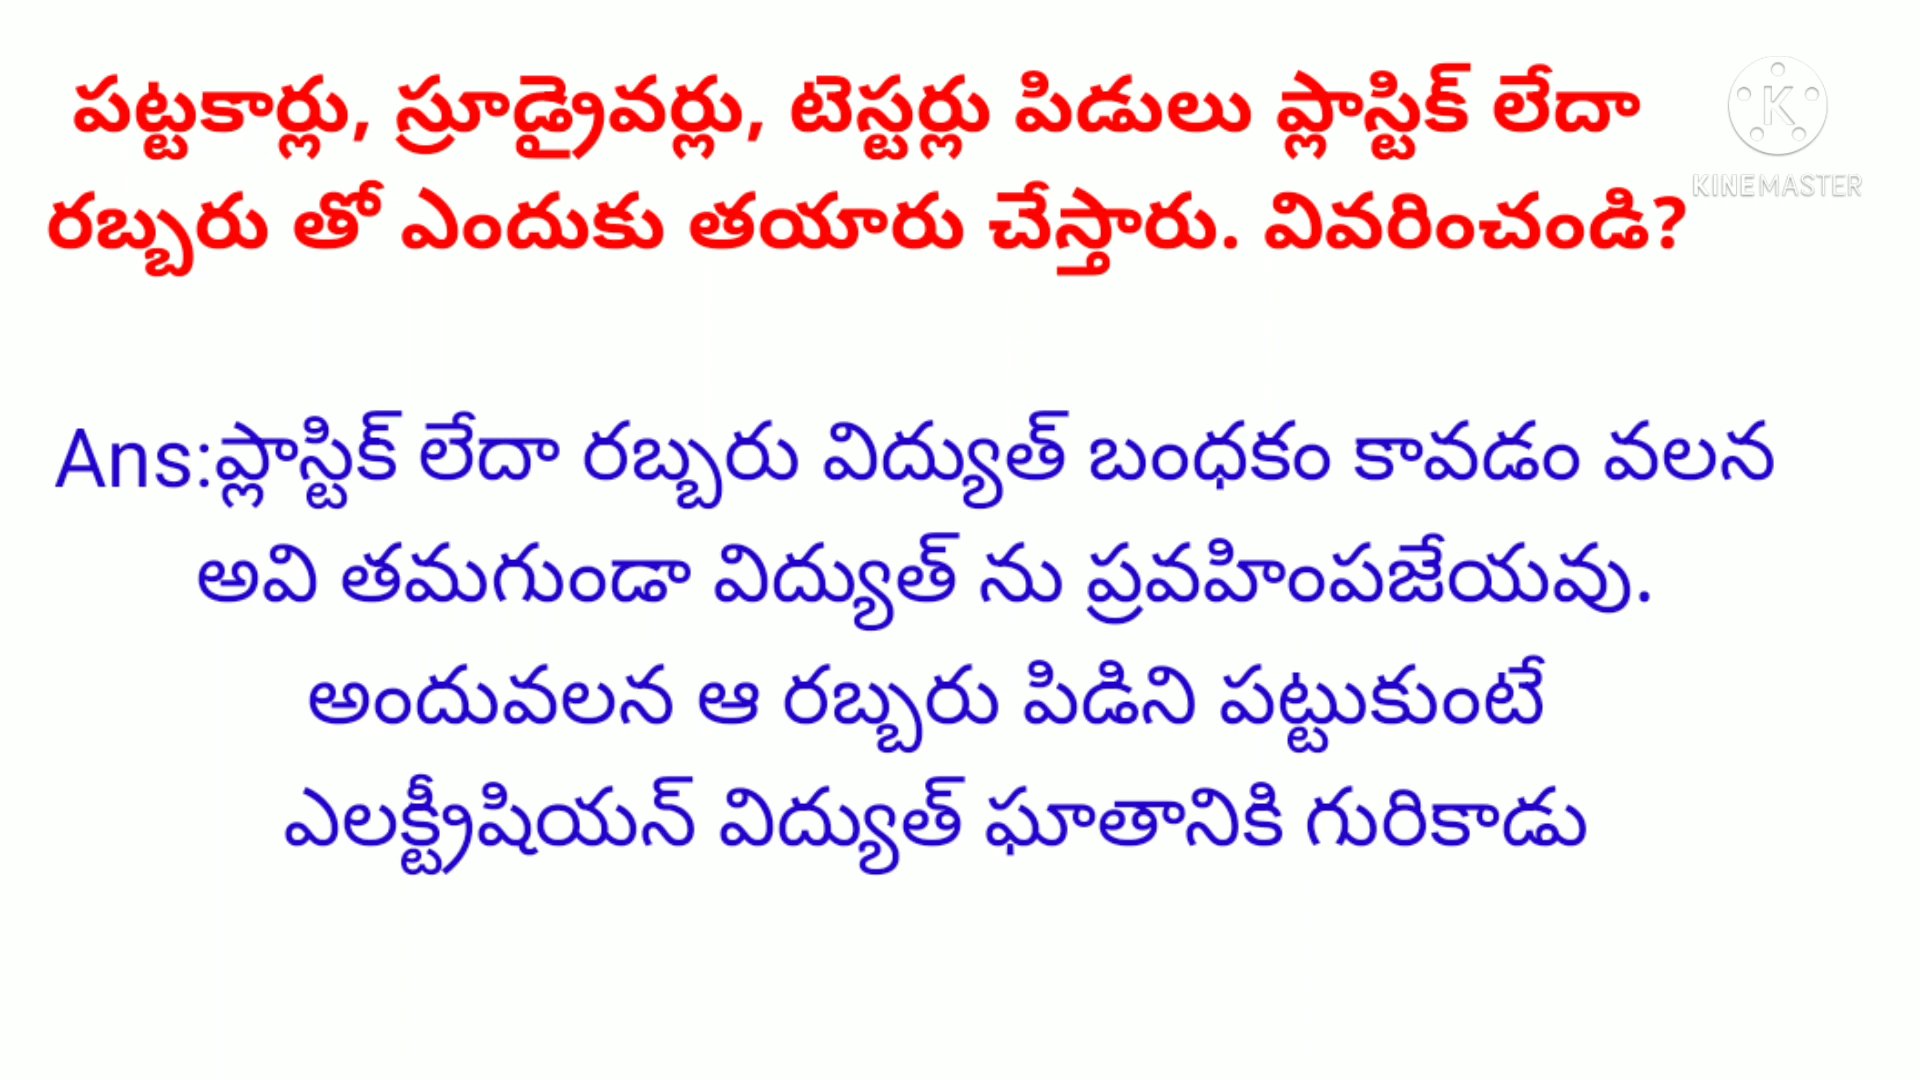 పట్టకార్లు, స్రూడ్రైవర్లు, టెస్టర్లు పిడులు ప్లాస్టిక్ లేదా
రబ్బరు తో ఎందుకు తయారు చేస్తారు. వివరించండి?
K
KINEMASTER
Ans:ప్లాస్టిక్ లేదా రబ్బరు విద్యుత్ బంధకం కావడం వలన
అవి తమగుండా విద్యుత్ ను ప్రవహింపజేయవు.
అందువలన ఆ రబ్బరు పిడిని పట్టుకుంటే
ఎలక్ట్రీషియన్ విద్యుత్ ఘాతానికి గురికాడు